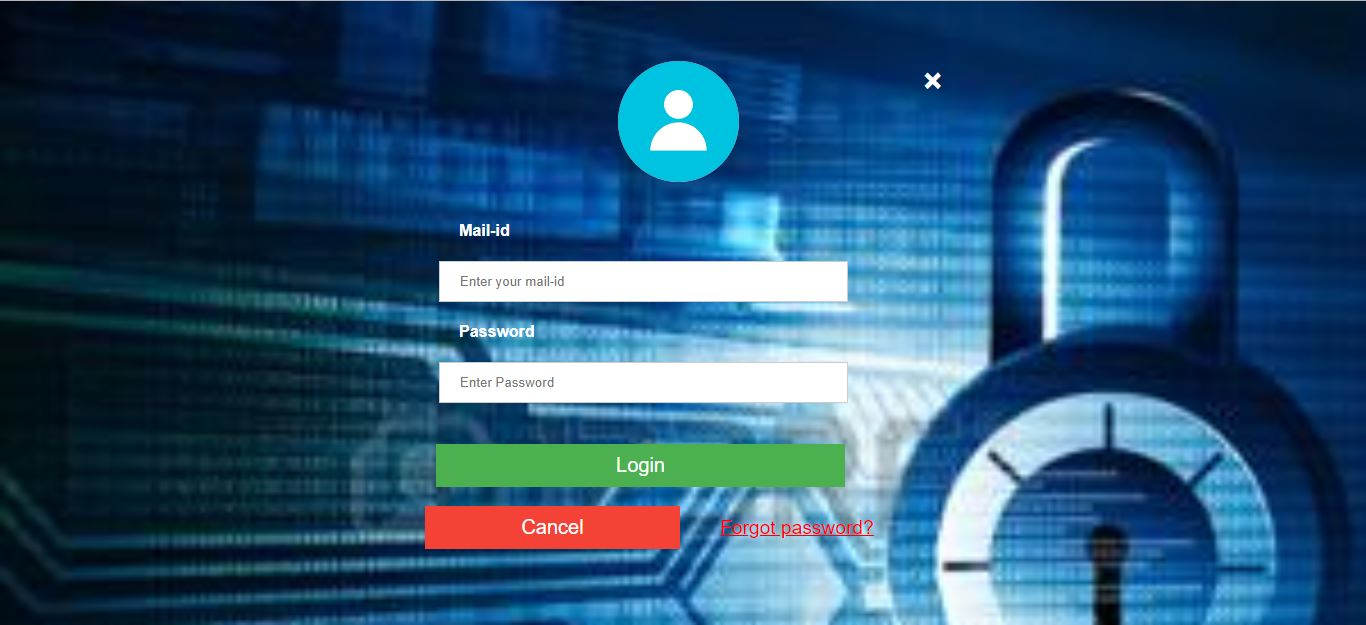 ×
Mail-id
Enter your mail-id
Password
Enter Password
Login
Cancel
Forgot password?